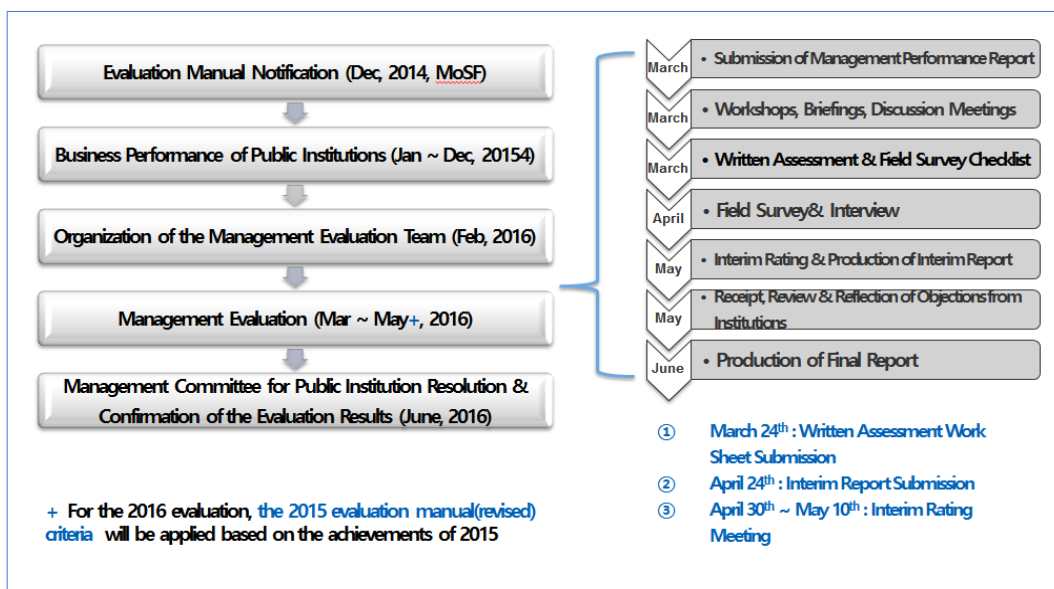 Evaluation Manual Notification (Dec, 2014, MoSF)
Business Performance of Public Institutions (Jan ~ Dec, 20154)
Organization of the Management Evaluation Team (Feb, 2016)
Management Evaluation (Mar ~ May+, 2016)
Management Committee for Public Institution Resolution &
Confirmation of the Evaluation Results (June, 2016)
+ For the 2016 evaluation, the 2015 evaluation manual(revised)
criteria will be applied based on the achievements of 2015
March
• Submission of Management Performance Report
March
• Workshops, Briefings, Discussion Meetings
March
• Written Assessment & Field Survey Checklist
April
• Field Survey& Interview
May
• Interim Rating & Production of Interim Report
May
• Receipt, Review & Reflection of Objections from
Institutions
June
• Production of Final Report
① March 24th : Written Assessment Work
Sheet Submission
② April 24th : Interim Report Submission
③ April 30th ~ May 10th : Interim Rating
Meeting